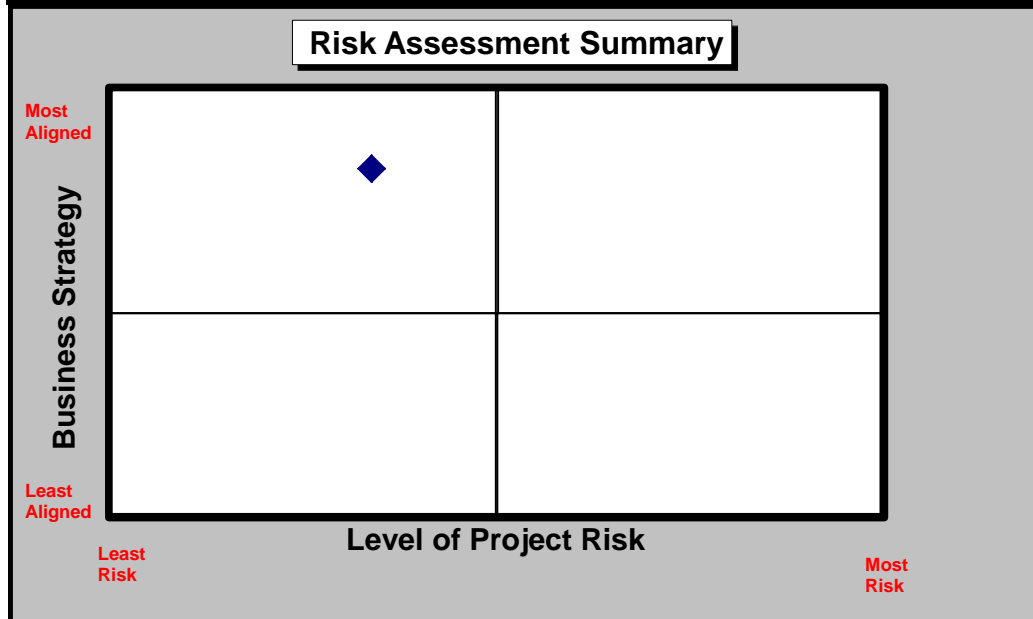 Risk Assessment Summary
Most
Aligned
Business Strategy
Least
Aligned
Level of Project Risk
Least
Risk
Most
Risk